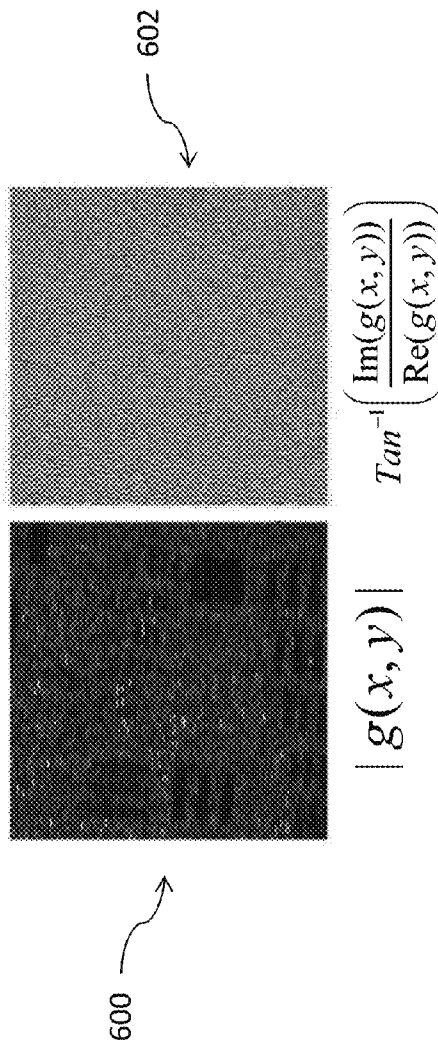 600
602
| g(x, y) |
Tan⁻¹(Im(g(x, y))/Re(g(x, y)))